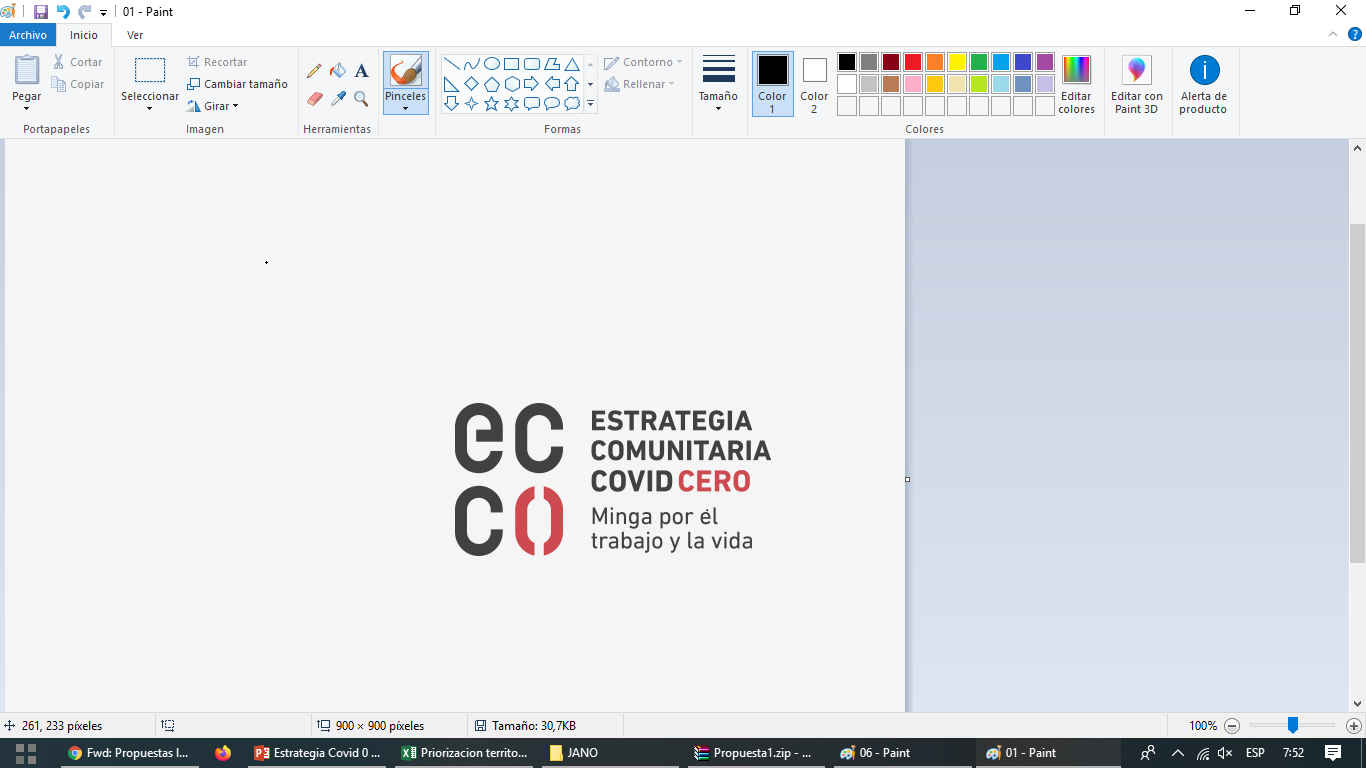 01 - Paint
Archivo Inicio Ver
Pegar
Cortar
Copiar
Portapapeles
Seleccionar
Recortar
Cambiar tamaño
Girar
Imagen
A
Herramientas
Pinceles
Contorno
Rellenar
Formas
Tamaño
Color 1
Color 2
Editar colores
Colores
Editar con Paint 3D
Alerta de producto
ec
co
ESTRATEGIA
COMUNITARIA
COVID CERO
Minga por él
trabajo y la vida
261, 233 píxeles
900 × 900 píxeles
Tamaño: 30,7KB
100%
Fwd: Propuestas l...
Estrategia Covid 0 ...
Priorizacion territo...
JANO
Propuesta1.zip - ...
06 - Paint
01 - Paint
ESP
7:52